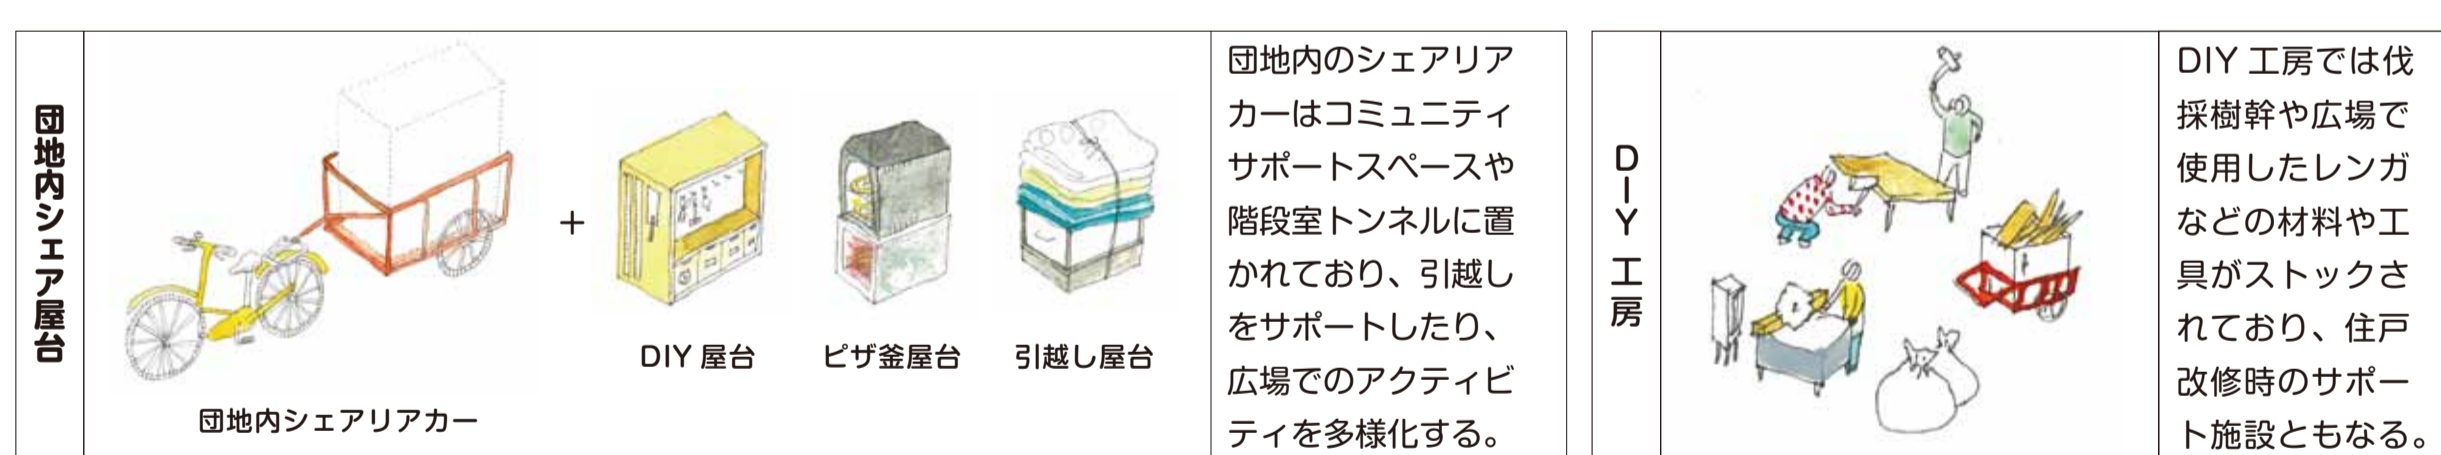 団地内シェア屋台
団地内シェアリアカー
+
DIY 屋台
ピザ釜屋台
引越し屋台
団地内のシェアリア
カーはコミュニティ
サポートスペースや
階段室トンネルに置
かれており、引越し
をサポートしたり、
広場でのアクティビ
ティを多様化する。
DIY 工房
DIY 工房では伐
採樹幹や広場で
使用したレンガ
などの材料や工
具がストックさ
れており、住戸
改修時のサポー
ト施設ともなる。